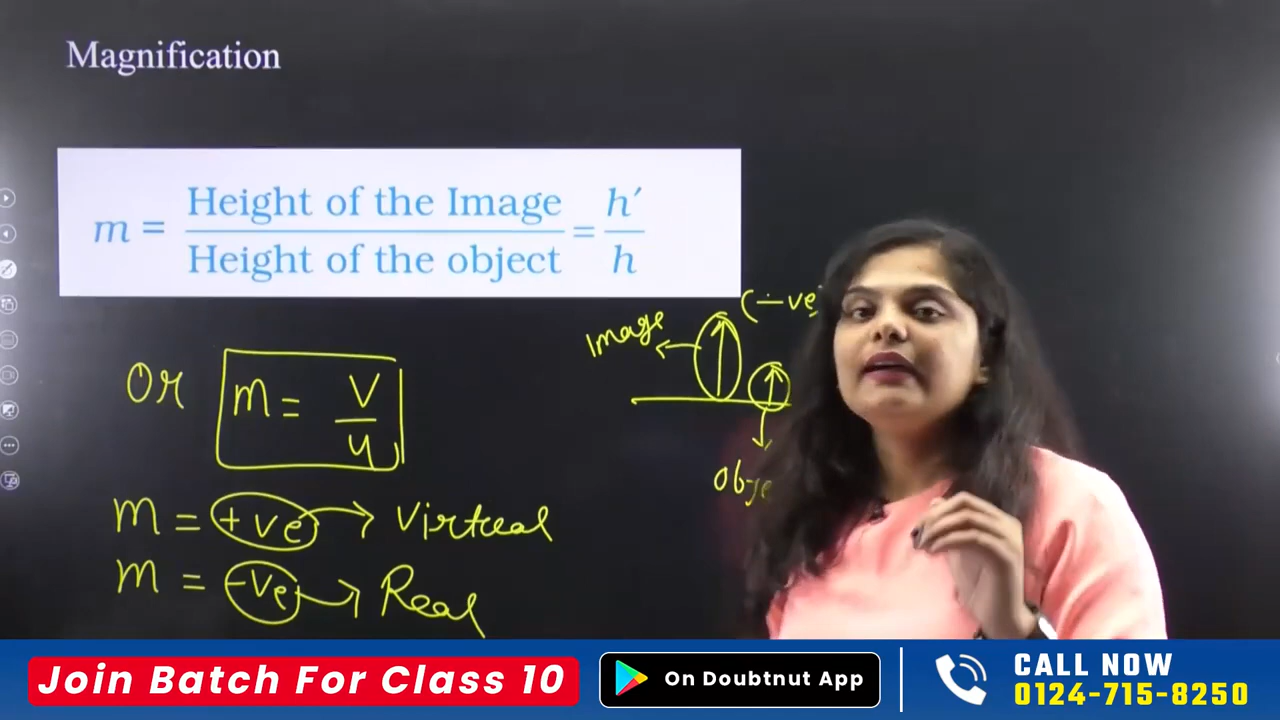 Magnification
m = Height of the Image / Height of the object = h′ / h
(-ve)
Image
or m = v / u
Obje
m = +ve → Virtual
m = -ve → Real
Join Batch For Class 10
On Doubtnut App
CALL NOW
0124-715-8250